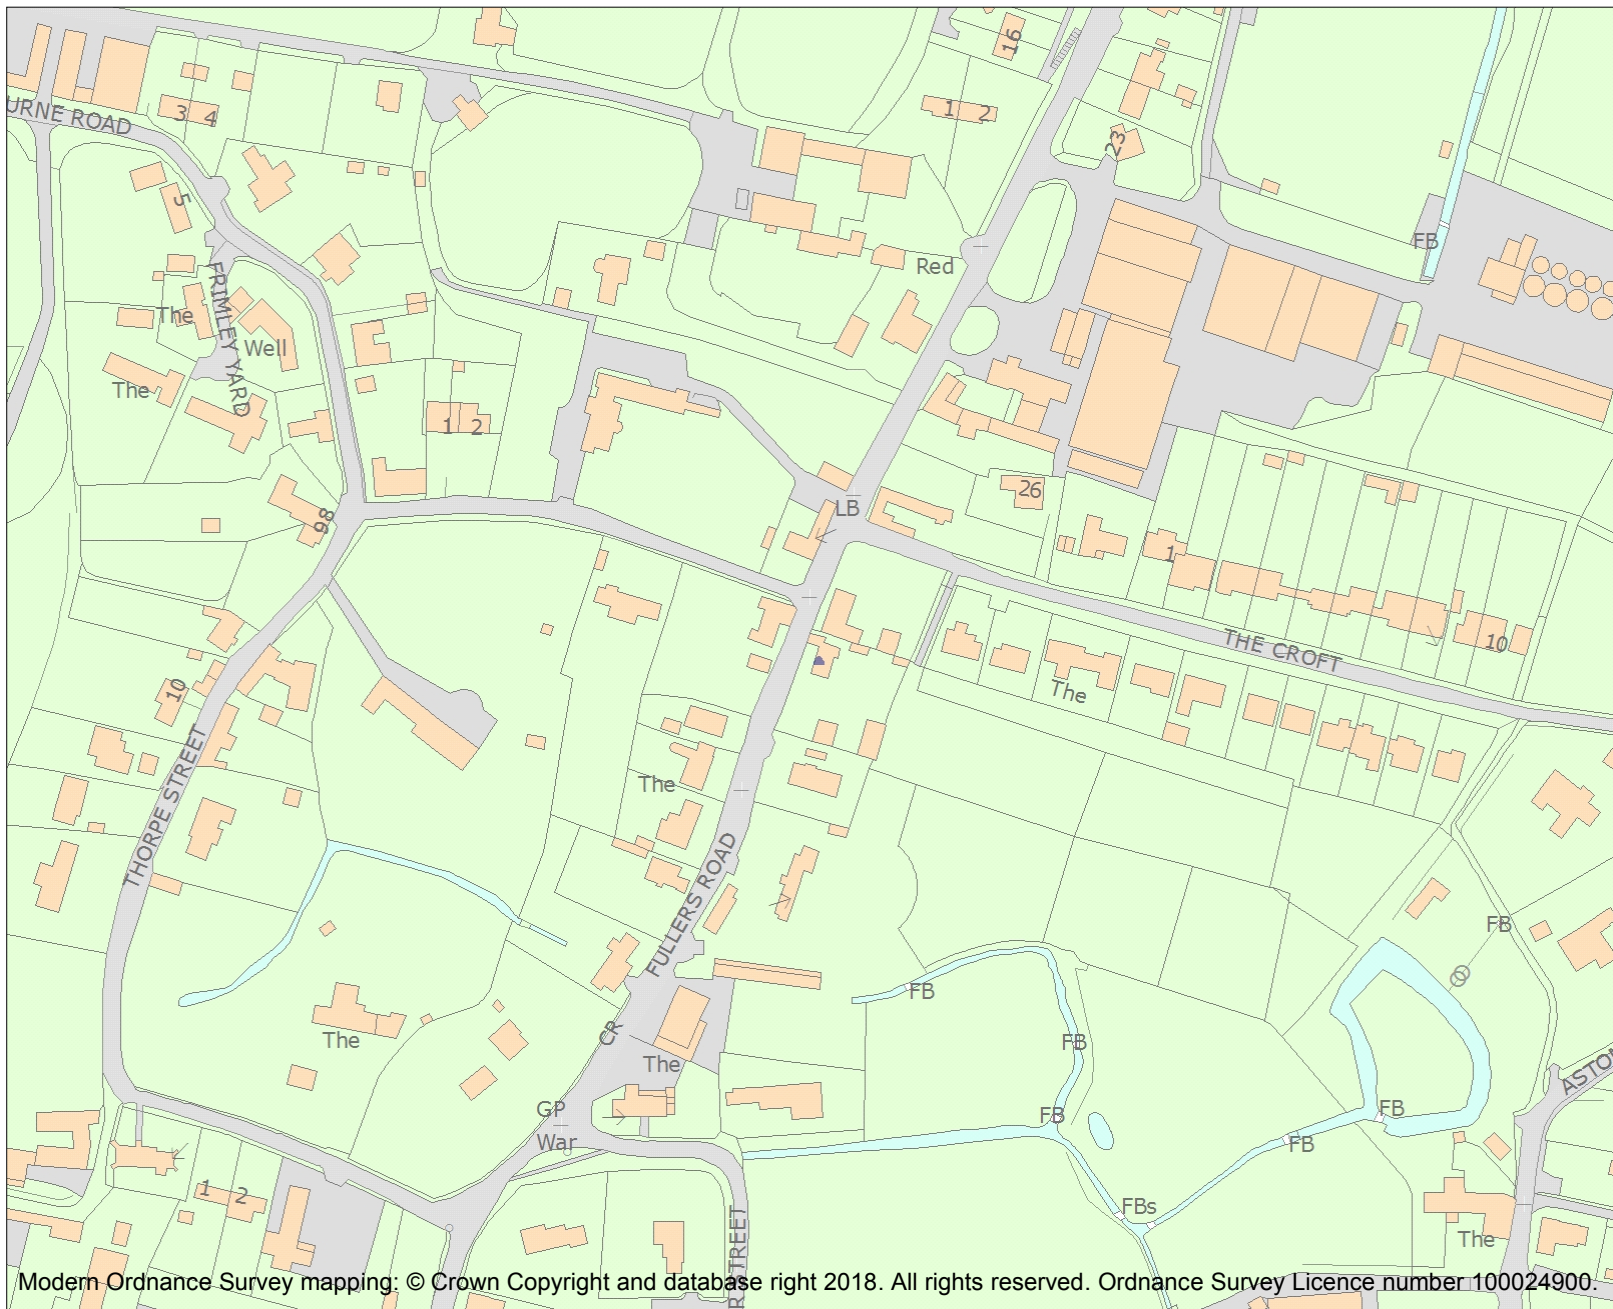 16
URNE ROAD
3 4
1 2
23
5
FB
Red
FRIMLEY YARD
The
Well
The
1 2
26
LB
98
1
THE CROFT
10
The
10
THORPE STREET
The
FULLERS ROAD
FB
FB
The
CR
FB
The
ASTON
GP
War
FB
FB
FB
1 2
FBs
R STREET
The
Modern Ordnance Survey mapping: © Crown Copyright and database right 2018. All rights reserved. Ordnance Survey Licence number 100024900.